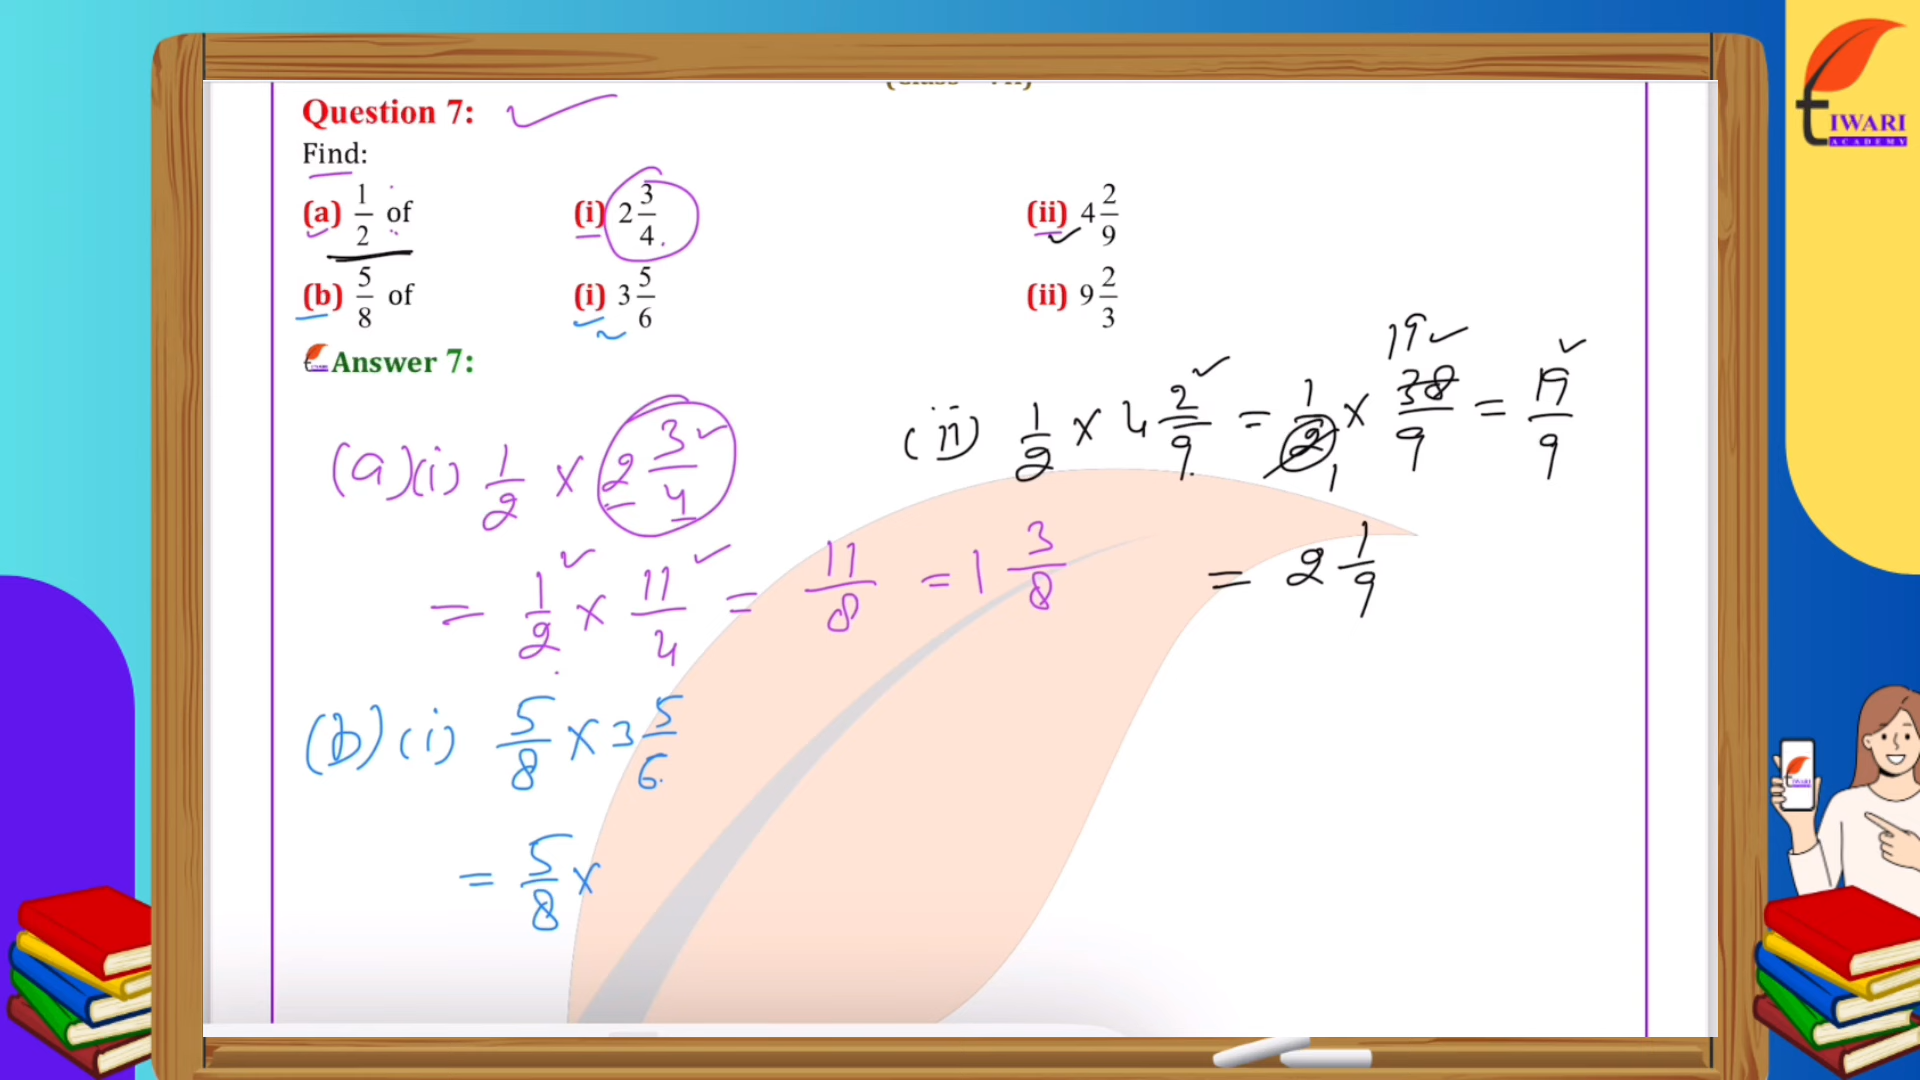 Question 7:
Find:
(a) 1/2 of (i) 2 3/4 (ii) 4 2/9
(b) 5/8 of (i) 3 5/6 (ii) 9 2/3
Answer 7:
(a)(i) 1/2 × 2 3/4
= 1/2 × 11/4 = 11/8 = 1 3/8
(ii) 1/2 × 4 2/9 = 1/2 × 38/9 = 19/9
19
1
= 2 1/9
(b)(i) 5/8 × 3 5/6
= 5/8 ×
TIWARI
ACADEMY